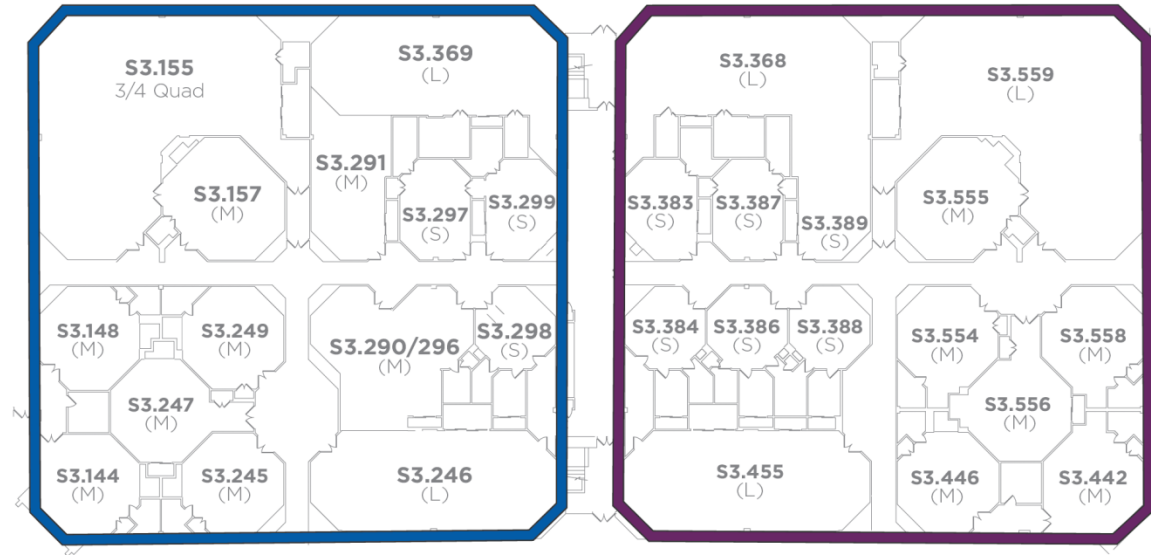 S3.155
3/4 Quad
S3.369
(L)
S3.368
(L)
S3.559
(L)
S3.291
(M)
S3.157
(M)
S3.297
(S)
S3.299
(S)
S3.383
(S)
S3.387
(S)
S3.389
(S)
S3.555
(M)
S3.148
(M)
S3.249
(M)
S3.290/296
(M)
S3.298
(S)
S3.384
(S)
S3.386
(S)
S3.388
(S)
S3.554
(M)
S3.558
(M)
S3.247
(M)
S3.556
(M)
S3.144
(M)
S3.245
(M)
S3.246
(L)
S3.455
(L)
S3.446
(M)
S3.442
(M)